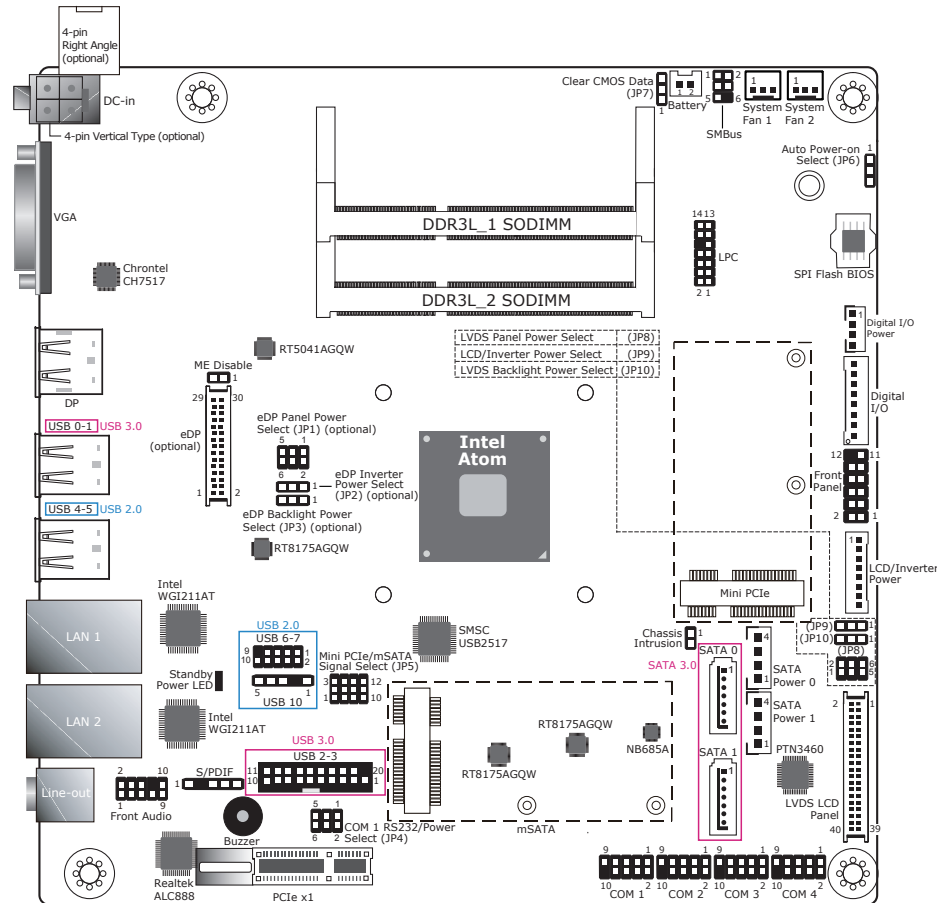 4-pin
Right Angle
(optional)
DC-in
4-pin Vertical Type (optional)
Clear CMOS Data
(JP7)
1
1 2
Battery
1 2
5 6
SMBus
1
System
Fan 1
1
System
Fan 2
Auto Power-on
Select (JP6)
1
VGA
DDR3L_1 SODIMM
DDR3L_2 SODIMM
14 13
LPC
2 1
SPI Flash BIOS
Chrontel
CH7517
RT5041AGQW
LVDS Panel Power Select (JP8)
LCD/Inverter Power Select (JP9)
LVDS Backlight Power Select (JP10)
1
Digital I/O
Power
DP
ME Disable
1
29 30
eDP
(optional)
1 2
eDP Panel Power
Select (JP1) (optional)
5 1
6 2
eDP Inverter
Power Select
(JP2) (optional)
1
1
eDP Backlight Power
Select (JP3) (optional)
RT8175AGQW
Intel
Atom
1
Digital
I/O
12 11
Front
Panel
2 1
USB 0-1 USB 3.0
USB 4-5 USB 2.0
1
LCD/Inverter
Power
Mini PCIe
Intel
WGI211AT
LAN 1
USB 2.0
USB 6-7
9 1
10 2
5 1
USB 10
SMSC
USB2517
Mini PCIe/mSATA
Signal Select (JP5)
3 12
1 10
Chassis
Intrusion
1
SATA 3.0
SATA 0
1
4
1
SATA
Power 0
(JP9) 1
(JP10) 1
(JP8)
2 6
1 5
Standby
Power LED
LAN 2
Intel
WGI211AT
4
1
SATA
Power 1
2 1
RT8175AGQW
RT8175AGQW
NB685A
SATA 1
1
PTN3460
LVDS LCD
Panel
40 39
USB 3.0
USB 2-3
11 20
10 1
Line-out
2 10
1 9
Front Audio
S/PDIF
1
Buzzer
5 1
6 2
COM 1 RS232/Power
Select (JP4)
mSATA
Realtek
ALC888
PCIe x1
9 1
10 2
COM 1
9 1
10 2
COM 2
9 1
10 2
COM 3
9 1
10 2
COM 4